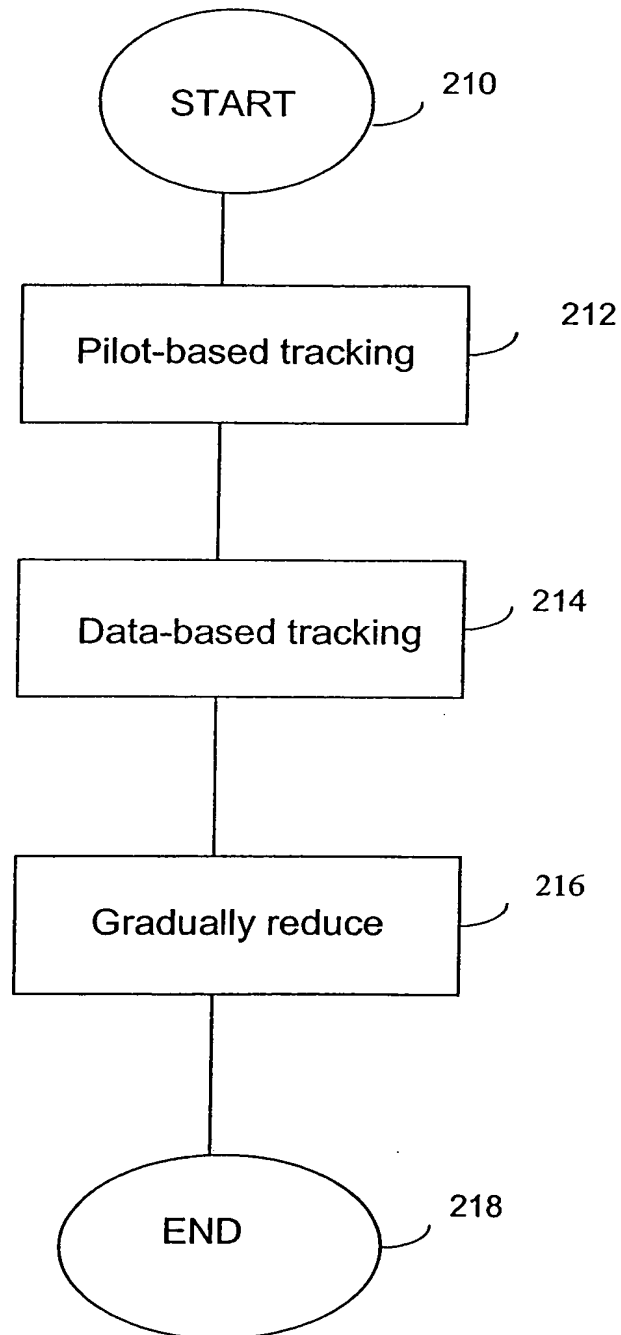 START
210
Pilot-based tracking
212
Data-based tracking
214
Gradually reduce
216
END
218